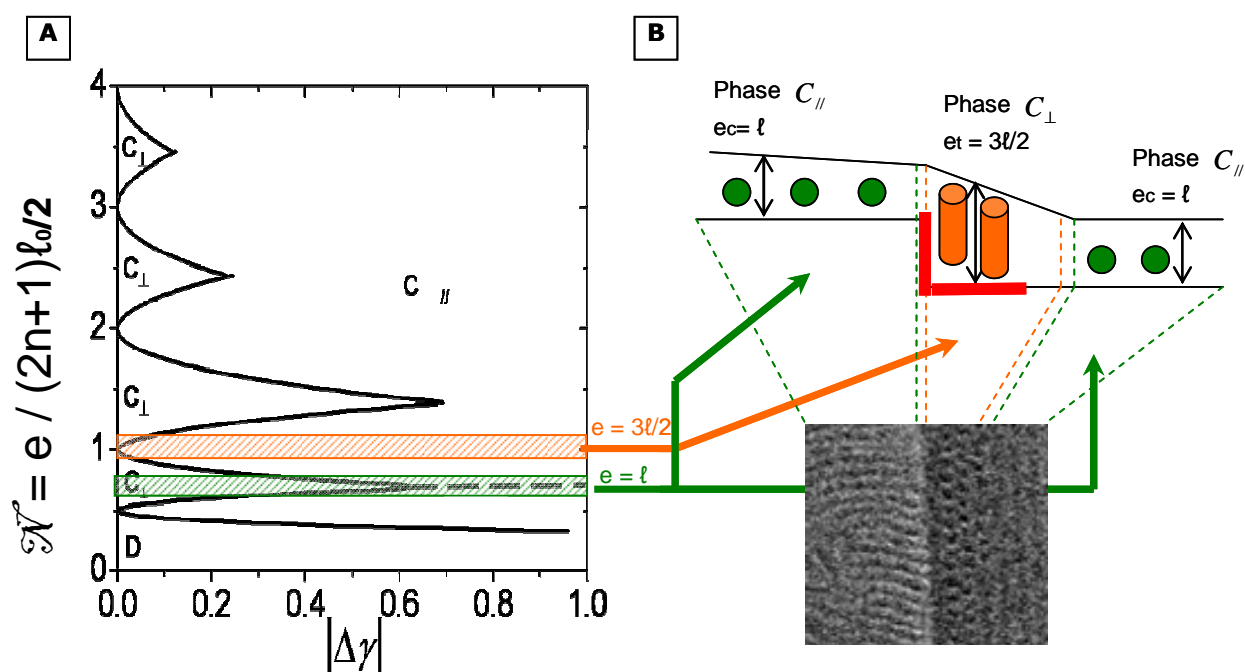 A
B
4
3
2
1
0
𝒩 = e / (2n+1)ℓ₀/2
C⊥
C⊥
C //
C⊥
C⊥
D
0.0 0.2 0.4 0.6 0.8 1.0
|Δγ|
e = 3ℓ/2
e = ℓ
Phase C//
ec= ℓ
Phase C⊥
et = 3ℓ/2
Phase C//
ec= ℓ